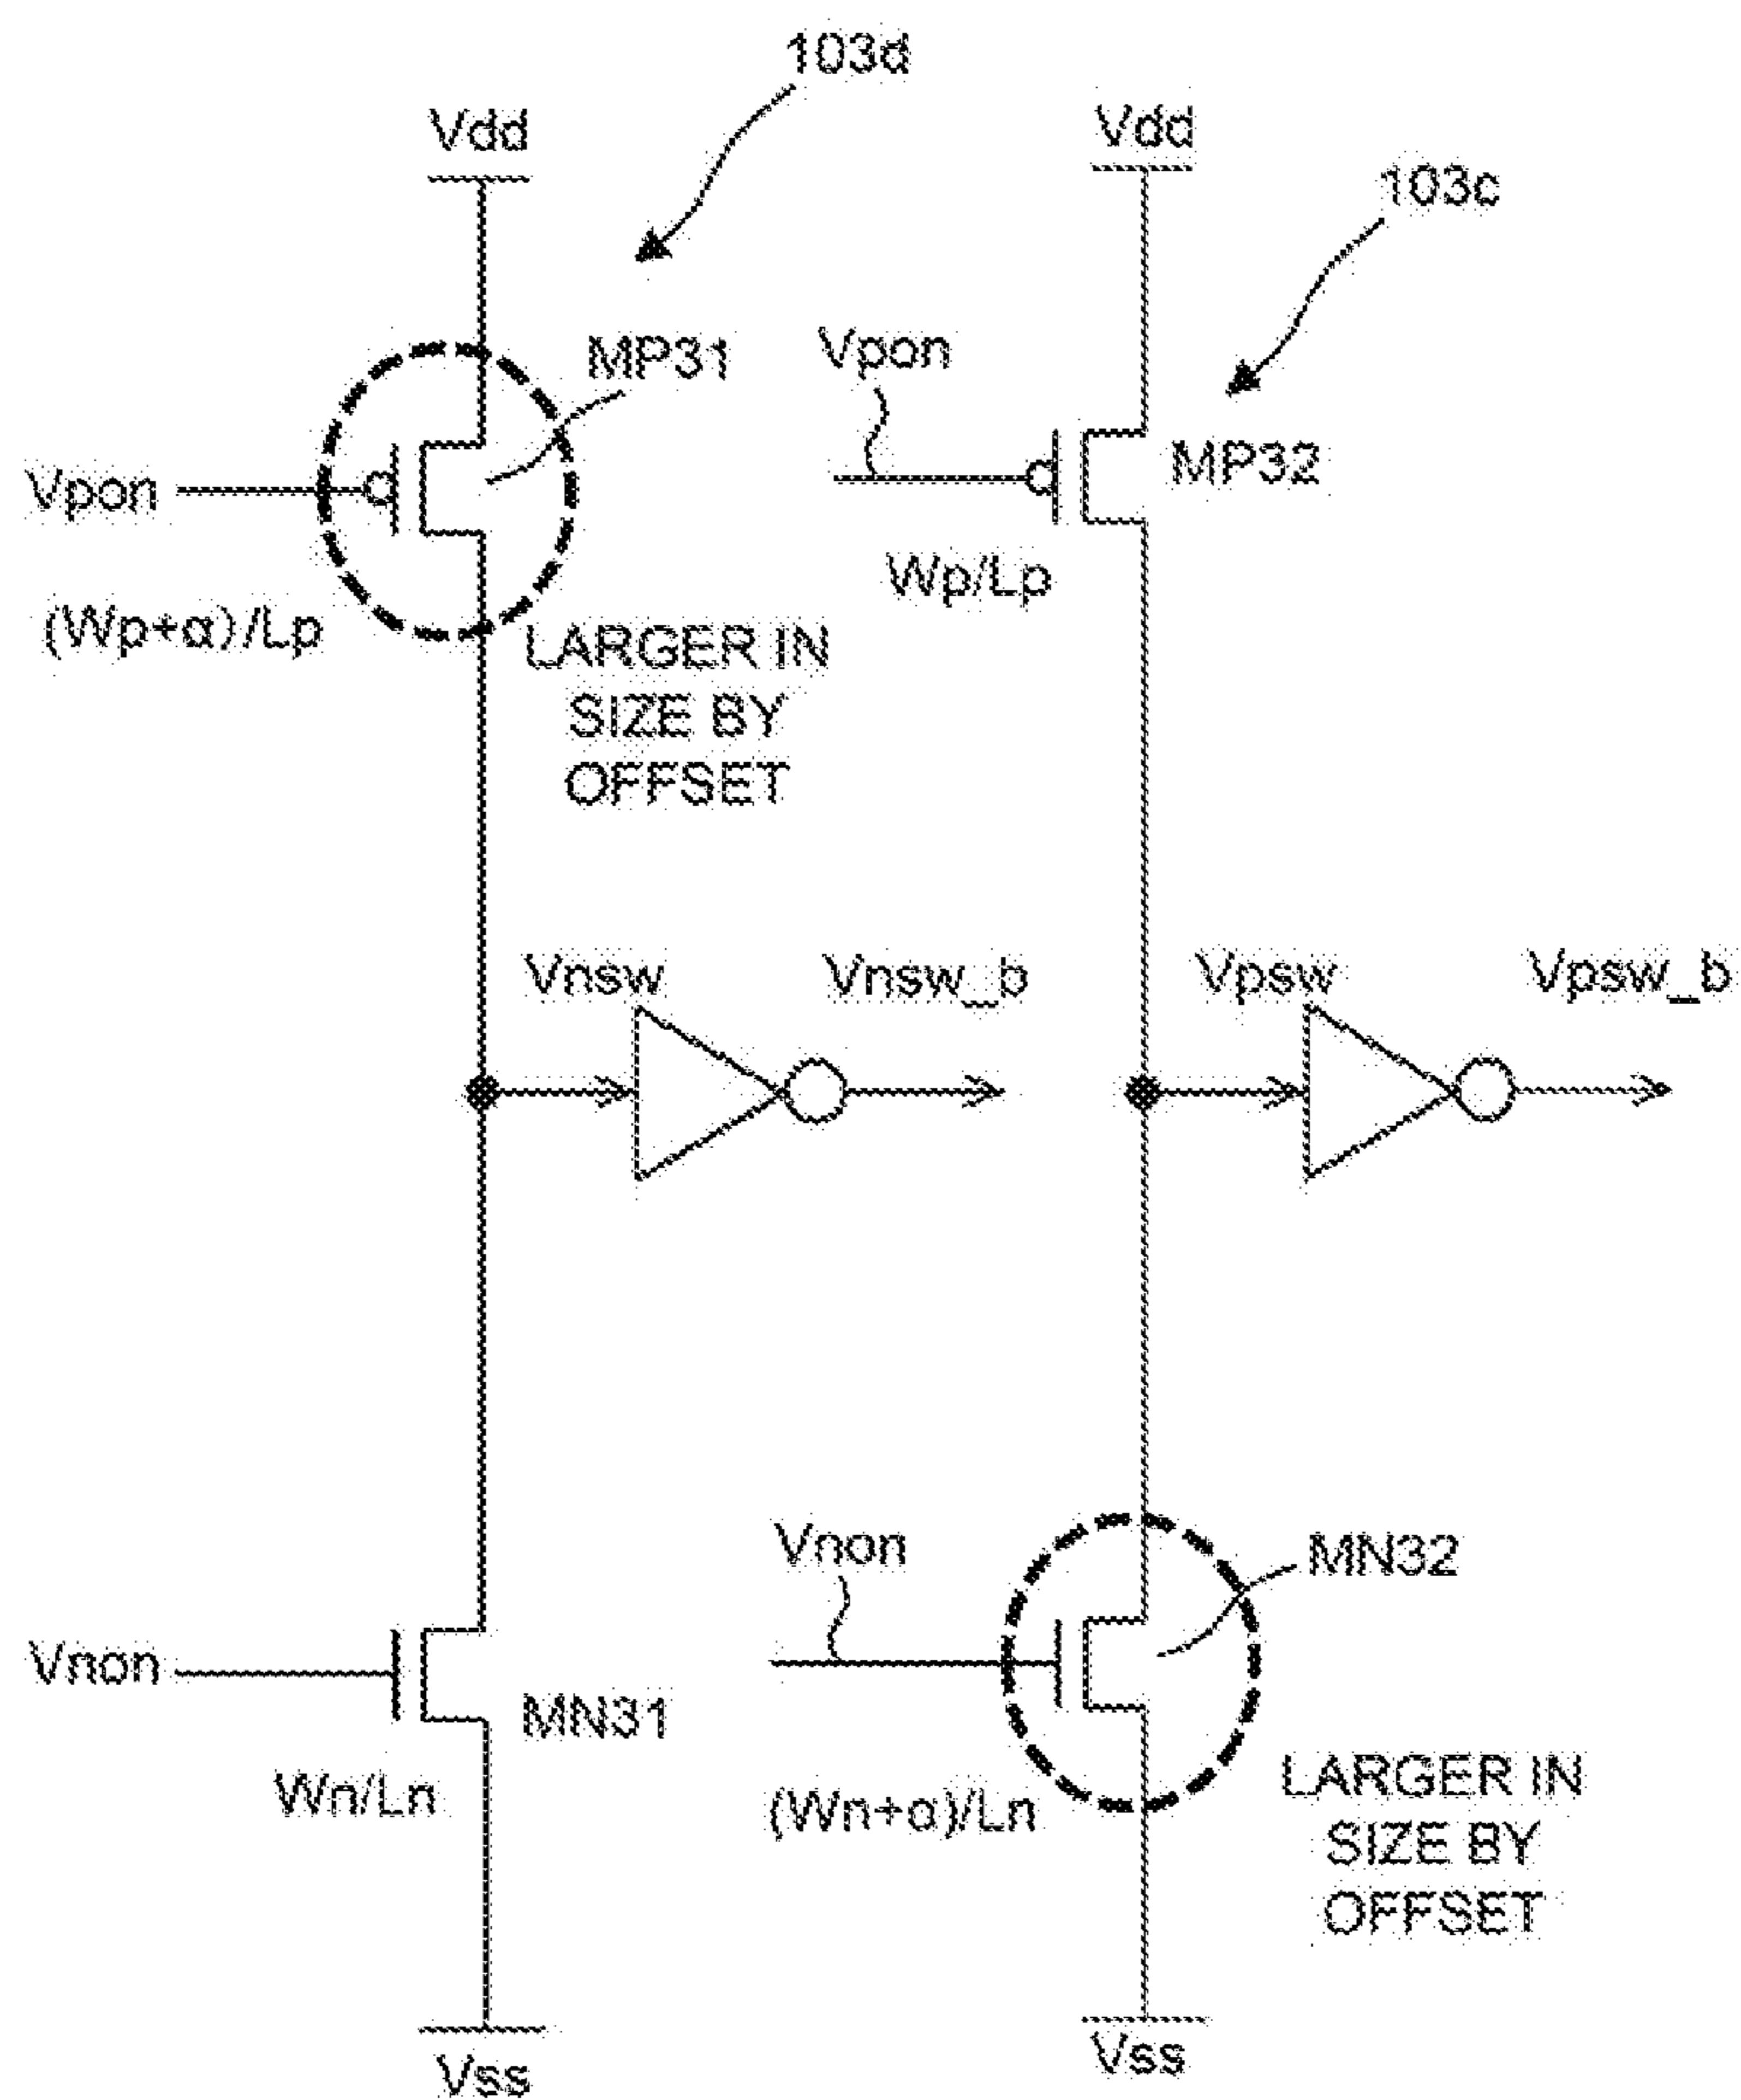 103d
Vdd
Vdd
103c
MP31
Vpon
MP32
Vpon
Wp/Lp
(Wp+α)/Lp
LARGER IN
SIZE BY
OFFSET
Vnsw
Vnsw_b
Vpsw
Vpsw_b
Vnon
MN32
Vnon
MN31
Wn/Ln
(Wn+α)/Ln
LARGER IN
SIZE BY
OFFSET
Vss
Vss